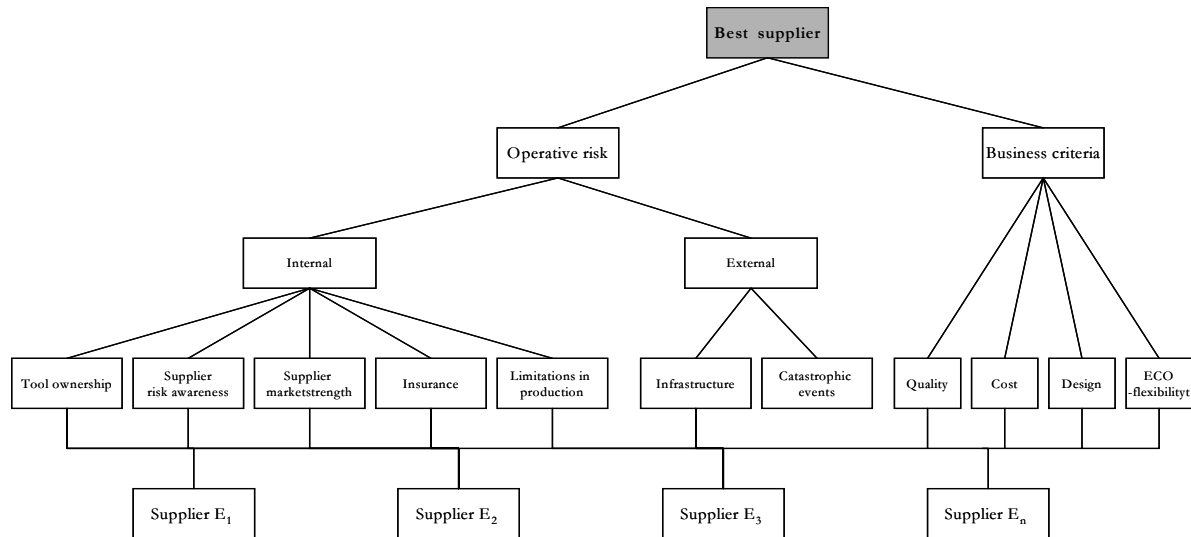 Best supplier
Operative risk
Business criteria
Internal
External
Tool ownership
Supplier
risk awareness
Supplier
marketstrength
Insurance
Limitations in
production
Infrastructure
Catastrophic
events
Quality
Cost
Design
ECO
-flexibilityt
Supplier E1
Supplier E2
Supplier E3
Supplier En